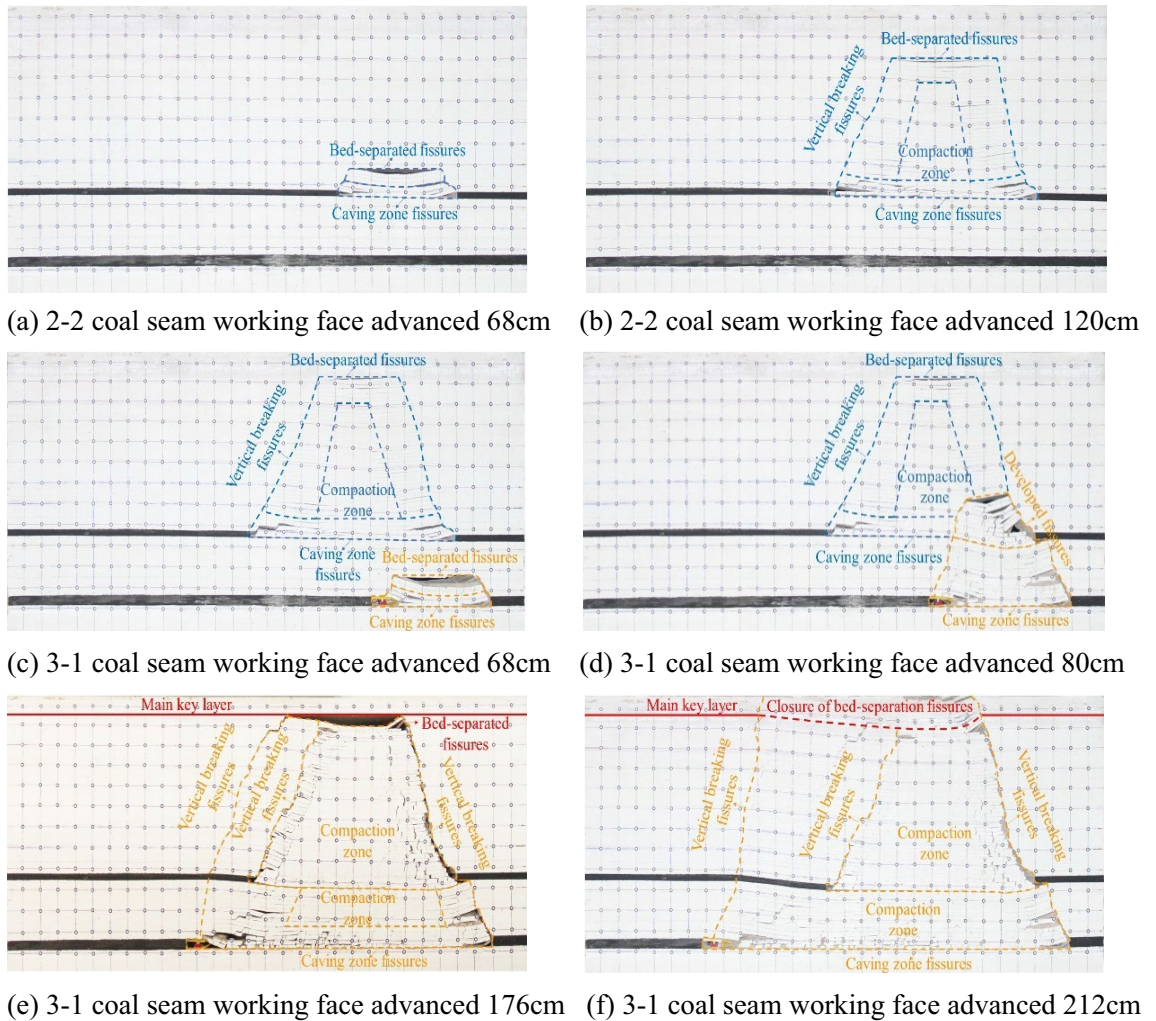 Bed-separated fissures
Caving zone fissures
(a) 2-2 coal seam working face advanced 68cm
Bed-separated fissures
Vertical breaking
fissures
Compaction
zone
Caving zone fissures
(b) 2-2 coal seam working face advanced 120cm
Bed-separated fissures
Vertical breaking
fissures
Compaction
zone
Caving zone
fissures
Bed-separated fissures
Caving zone fissures
(c) 3-1 coal seam working face advanced 68cm
Bed-separated fissures
Vertical breaking
fissures
Compaction
zone
Developed fissures
Caving zone fissures
Caving zone fissures
(d) 3-1 coal seam working face advanced 80cm
Main key layer
Bed-separated
fissures
Vertical breaking
fissures
Vertical breaking
fissures
Vertical breaking
fissures
Compaction
zone
Compaction
zone
Caving zone fissures
(e) 3-1 coal seam working face advanced 176cm
Main key layer
Closure of bed-separation fissures
Vertical breaking
fissures
Vertical breaking
fissures
Vertical breaking
fissures
Compaction
zone
Compaction
zone
Caving zone fissures
(f) 3-1 coal seam working face advanced 212cm